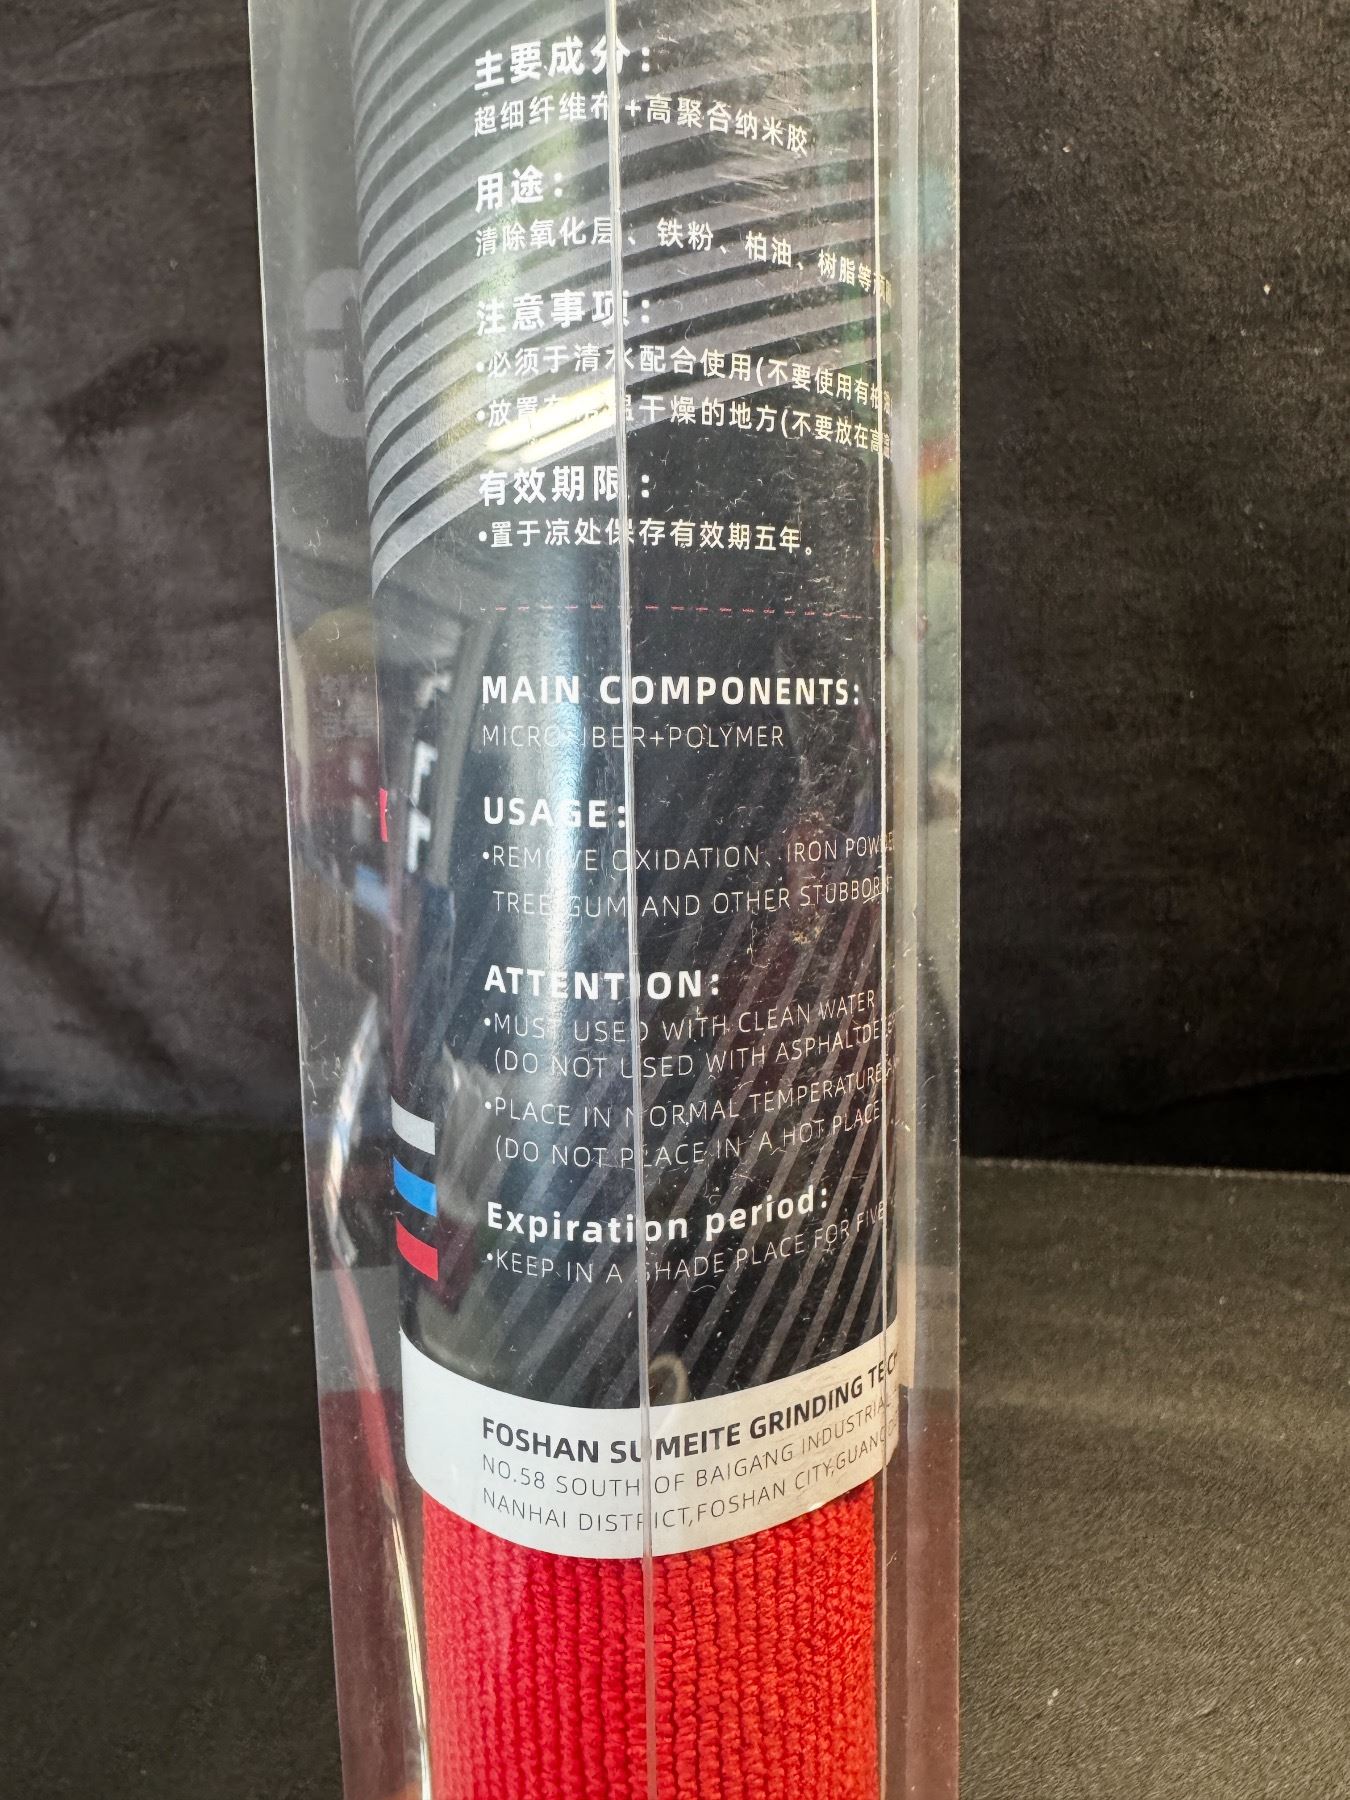 主要成分：
超细纤维布+高聚合纳米胶
用途：
清除氧化层、铁粉、柏油、树脂等
注意事项：
•必须于清水配合使用(不要使用有
•放置 干燥的地方(不要放在高温
有效期限：
•置于凉处保存有效期五年。
MAIN COMPONENTS:
MICROFIBER+POLYMER
USAGE:
•REMOVE OXIDATION、IRON
TREE GUM AND OTHER
ATTENTION:
•MUST USED WITH CLEAN WATER
(DO NOT USED WITH
•PLACE IN NORMAL TEMPERATURE
(DO NOT PLACE IN A HOT PLACE
Expiration period:
•KEEP IN A SHADE PLACE FOR FIVE
FOSHAN SUMEITE GRINDING
NO.58 SOUTH OF BAIGANG INDUSTRIAL
NANHAI DISTRICT,FOSHAN CITY,